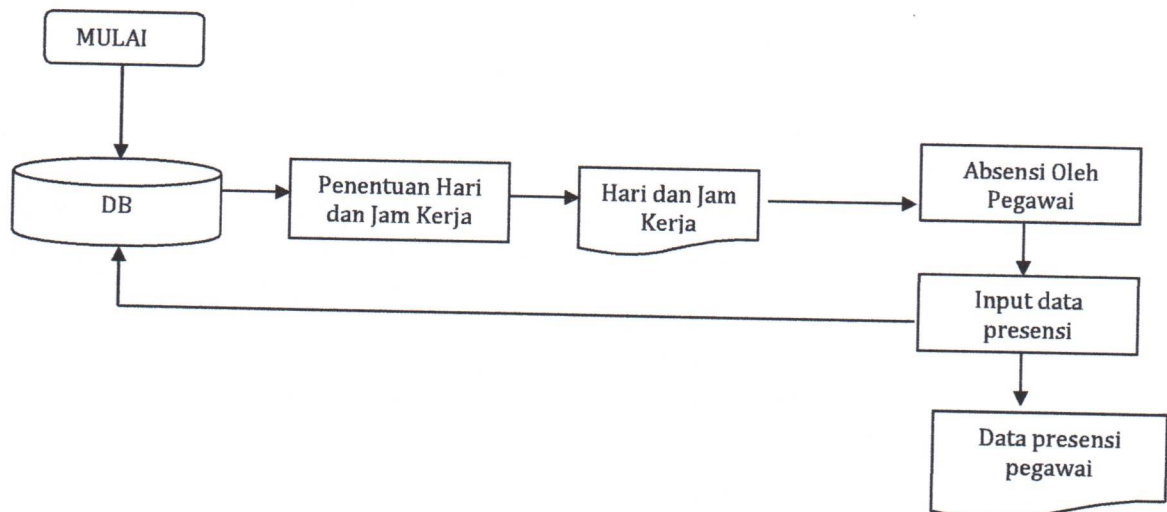 MULAI
DB
Penentuan Hari
dan Jam Kerja
Hari dan Jam
Kerja
Absensi Oleh
Pegawai
Input data
presensi
Data presensi
pegawai